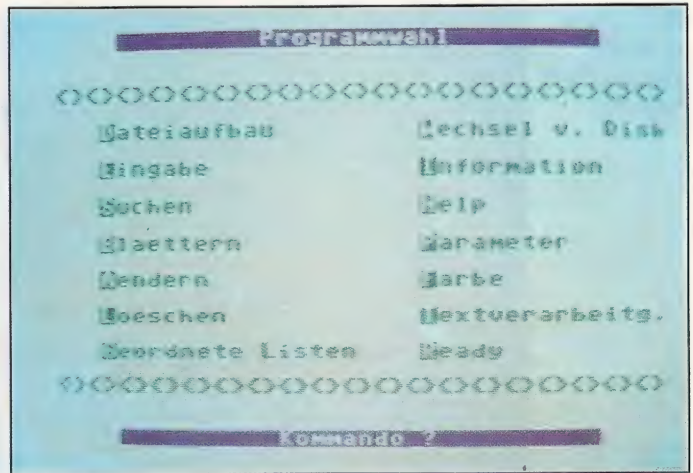 Programmwahl
<><><><><><><><><><><><><><><><><><><><>
Dateiaufbau Wechsel v. Disk
Eingabe Information
Suchen Help
Blaettern Parameter
Aendern Farbe
Loeschen Textverarbeitg.
Geordnete Listen Ready
<><><><><><><><><><><><><><><><><><><><>
Kommando ?